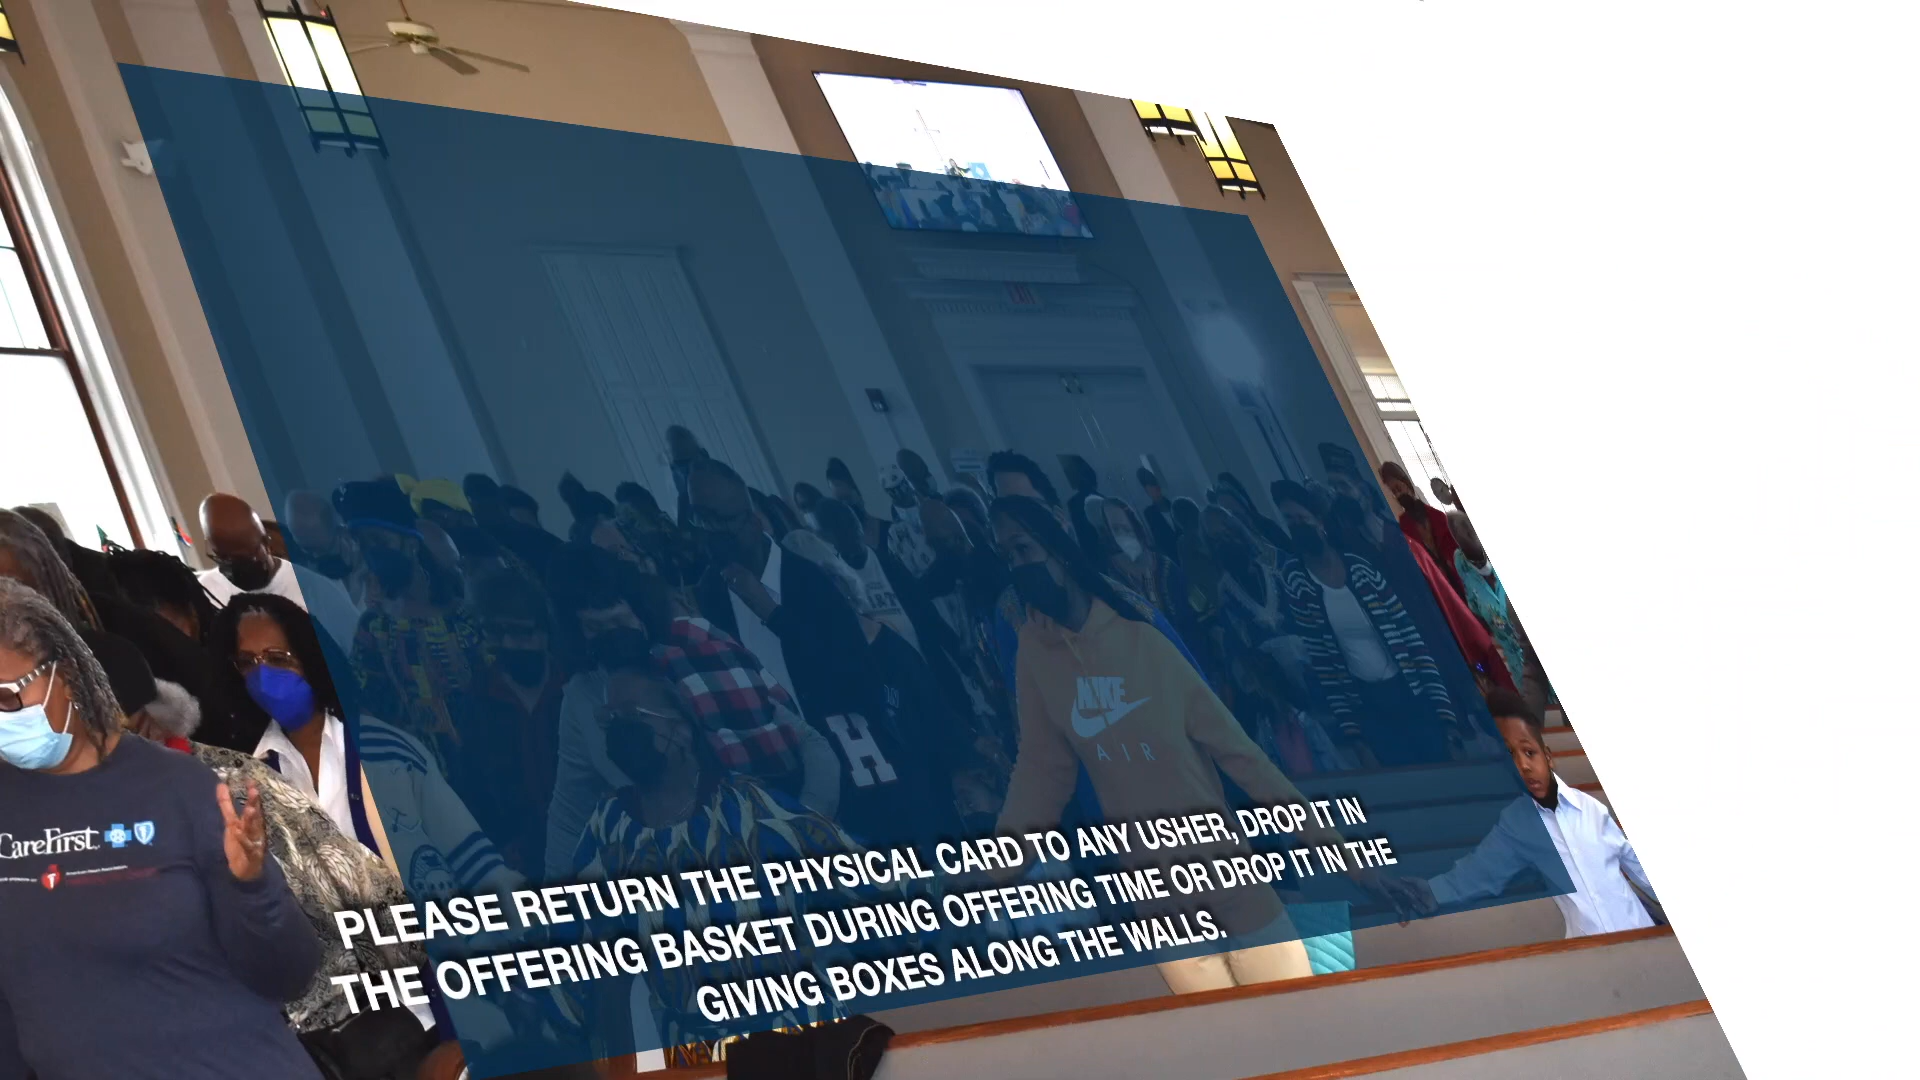 PLEASE RETURN THE PHYSICAL CARD TO ANY USHER, DROP IT IN
THE OFFERING BASKET DURING OFFERING TIME OR DROP IT IN THE
GIVING BOXES ALONG THE WALLS.
EXIT
NIKE
AIR
H
CareFirst